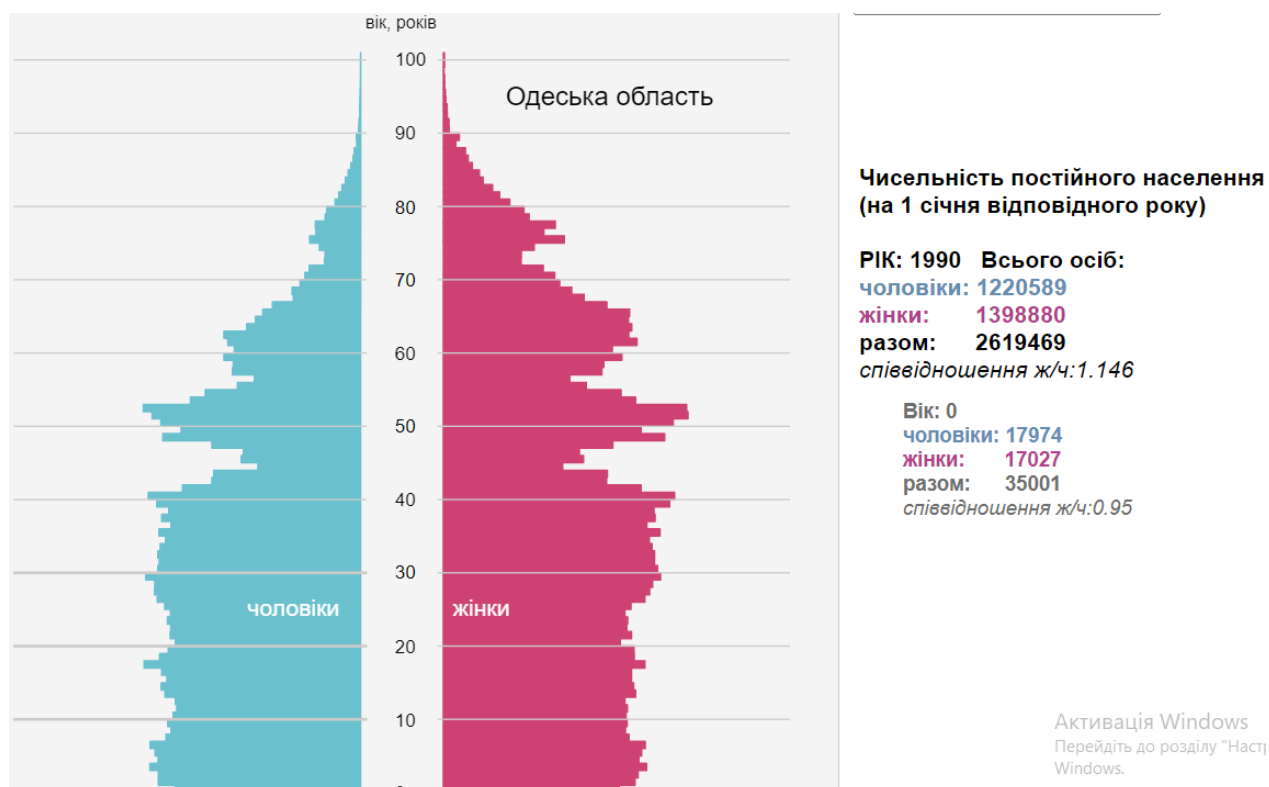 вік, років
100
Одеська область
90
80
70
60
50
40
30
чоловіки
жінки
20
10
Чисельність постійного населення
(на 1 січня відповідного року)
РІК: 1990 Всього осіб:
чоловіки: 1220589
жінки: 1398880
разом: 2619469
співвідношення ж/ч:1.146
Вік: 0
чоловіки: 17974
жінки: 17027
разом: 35001
співвідношення ж/ч:0.95
Активація Windows
Перейдіть до розділу "Наст
Windows.